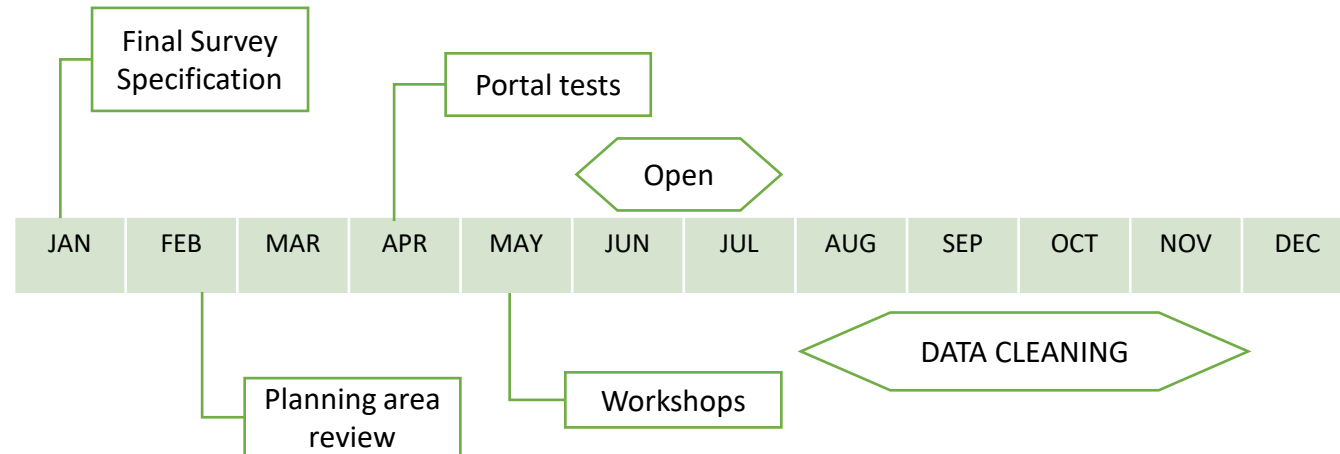 Final Survey
Specification
Portal tests
Open
JAN FEB MAR APR MAY JUN JUL AUG SEP OCT NOV DEC
DATA CLEANING
Planning area
review
Workshops